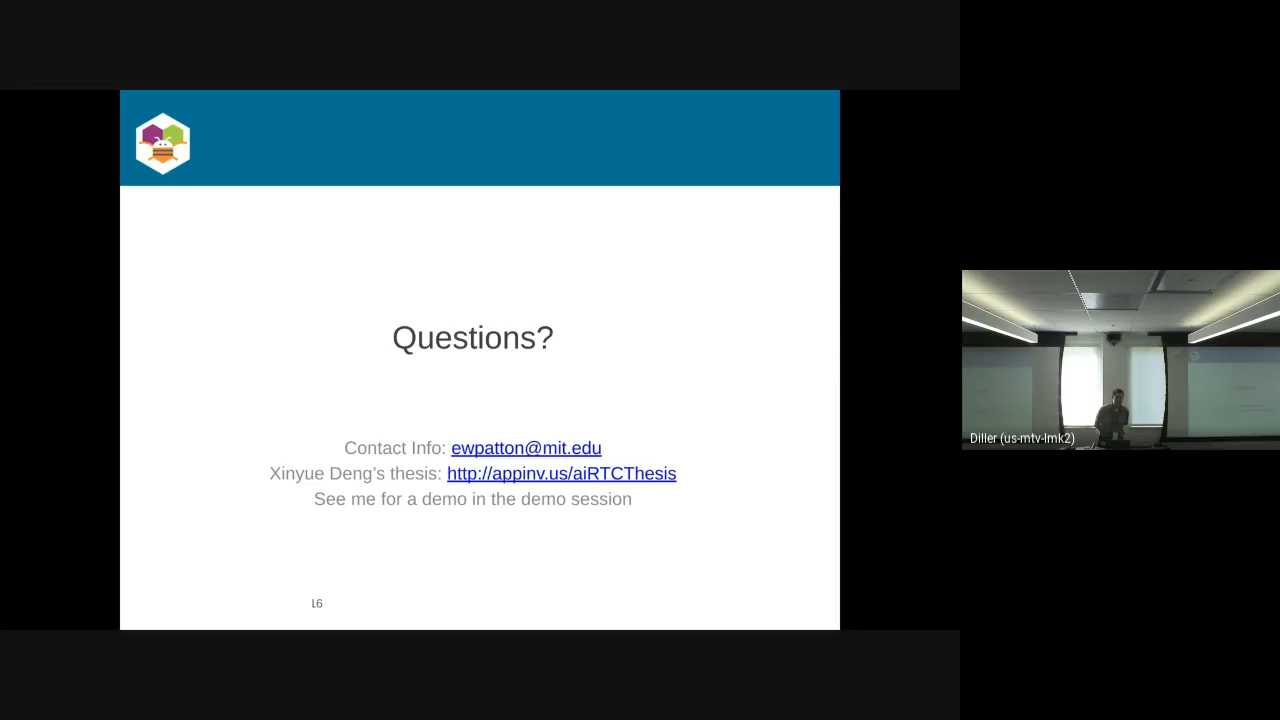 Questions?
Contact Info: ewpatton@mit.edu
Xinyue Deng’s thesis: http://appinv.us/aiRTCThesis
See me for a demo in the demo session
16
Diller (us-mtv-lmk2)